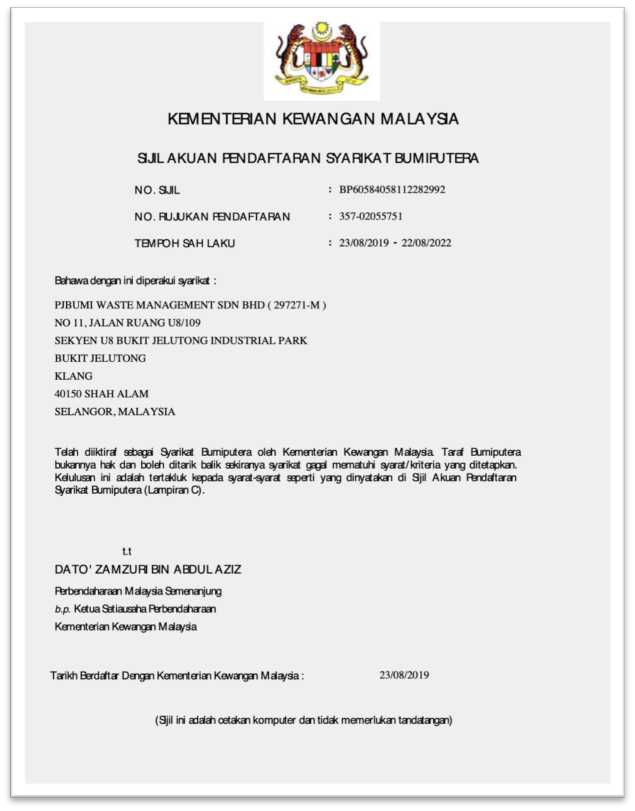 KEMENTERIAN KEWANGAN MALAYSIA
SIJIL AKUAN PENDAFTARAN SYARIKAT BUMIPUTERA
NO. SIJIL : BP60584058112282992
NO. RUJUKAN PENDAFTARAN : 357-02055751
TEMPOH SAH LAKU : 23/08/2019 - 22/08/2022
Bahawa dengan ini diperakui syarikat :
PJBUMI WASTE MANAGEMENT SDN BHD ( 297271-M )
NO 11, JALAN RUANG U8/109
SEKYEN U8 BUKIT JELUTONG INDUSTRIAL PARK
BUKIT JELUTONG
KLANG
40150 SHAH ALAM
SELANGOR, MALAYSIA
Telah diiktiraf sebagai Syarikat Bumiputera oleh Kementerian Kewangan Malaysia. Taraf Bumiputera
bukannya hak dan boleh ditarik balik sekiranya syarikat gagal mematuhi syarat/kriteria yang ditetapkan.
Kelulusan ini adalah tertakluk kepada syarat-syarat seperti yang dinyatakan di Sijil Akuan Pendaftaran
Syarikat Bumiputera (Lampiran C).
t.t
DATO' ZAMZURI BIN ABDUL AZIZ
Perbendaharaan Malaysia Semenanjung
b.p. Ketua Setiausaha Perbendaharaan
Kementerian Kewangan Malaysia
Tarikh Berdaftar Dengan Kementerian Kewangan Malaysia : 23/08/2019
(Sijil ini adalah cetakan komputer dan tidak memerlukan tandatangan)